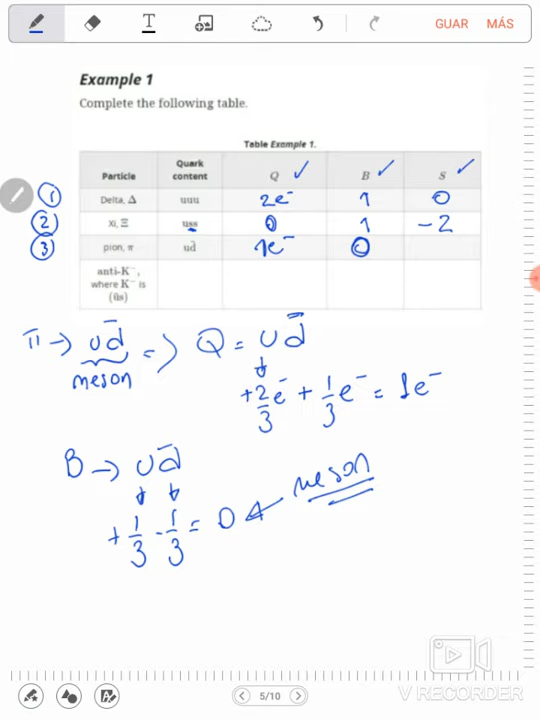 GUAR MÁS
Example 1
Complete the following table.
Table Example 1.
Particle Quark content Q ✓ B ✓ S ✓
① Delta, Δ uuu 2e⁻ 1 0
② Xi, Ξ uss 0 1 -2
③ pion, π ud̄ 1e⁻ 0
anti-K⁻, where K⁻ is (ūs)
π → ud̄ => Q = ud̄
meson
+2/3 e⁻ + 1/3 e⁻ = 1e⁻
B → ud̄
meson
+1/3 - 1/3 = 0
5/10
V RECORDER